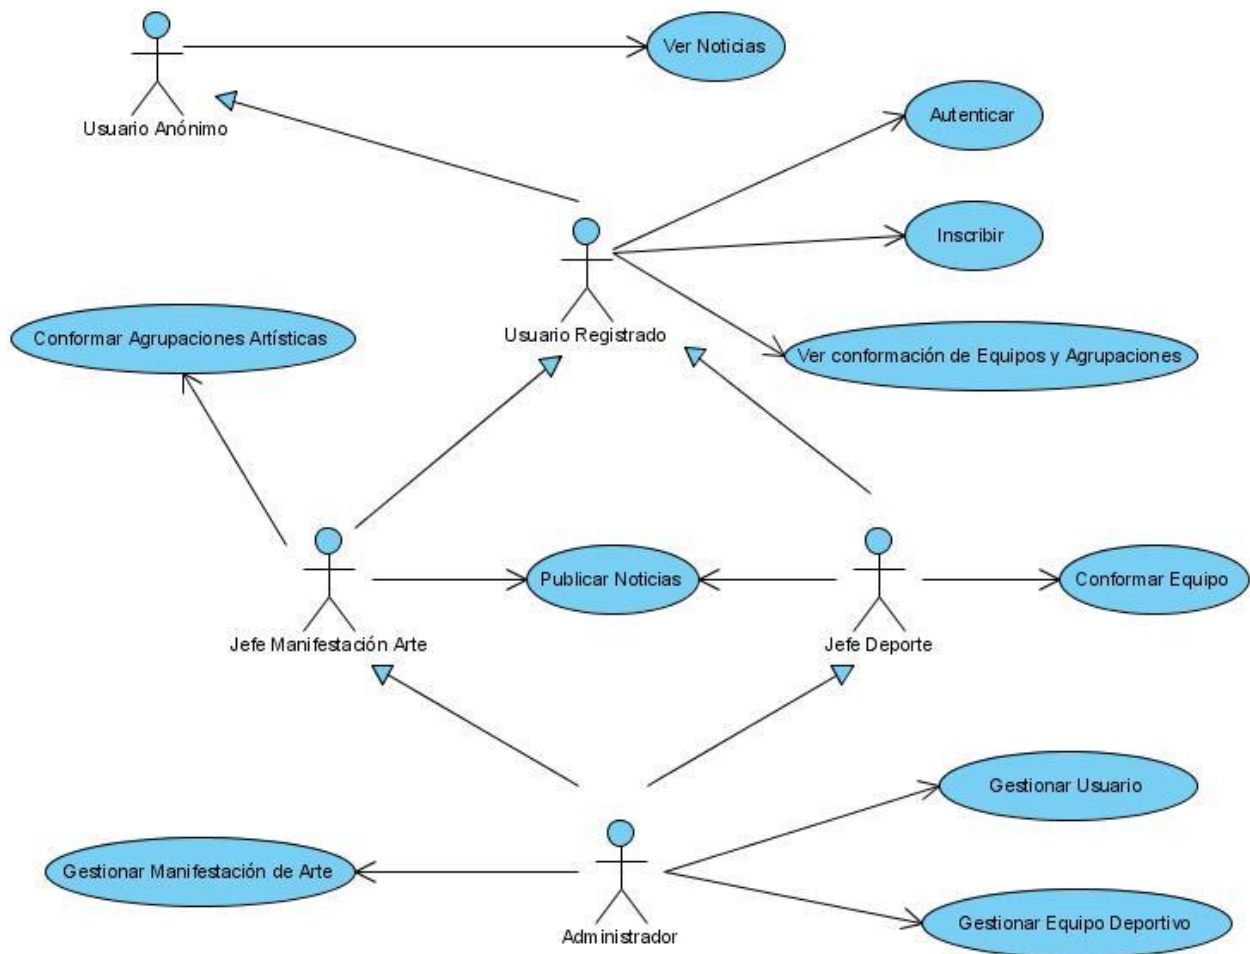 Ver Noticias
Usuario Anónimo
Autenticar
Inscribir
Usuario Registrado
Conformar Agrupaciones Artísticas
Ver conformación de Equipos y Agrupaciones
Publicar Noticias
Conformar Equipo
Jefe Manifestación Arte
Jefe Deporte
Gestionar Usuario
Gestionar Manifestación de Arte
Gestionar Equipo Deportivo
Administrador